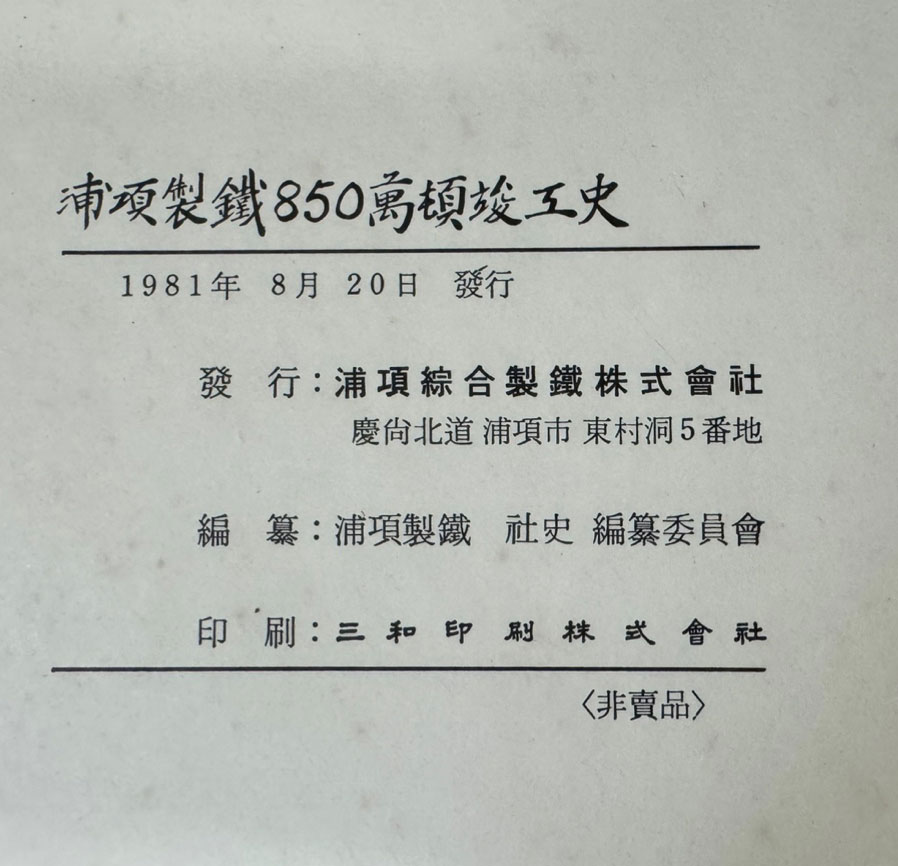 浦項製鐵850萬頓竣工史
1981年 8月 20日 發行
發 行：浦項綜合製鐵株式會社
慶尙北道 浦項市 東村洞5番地
編 纂：浦項製鐵 社史 編纂委員會
印 刷：三和印刷株式會社
〈非賣品〉